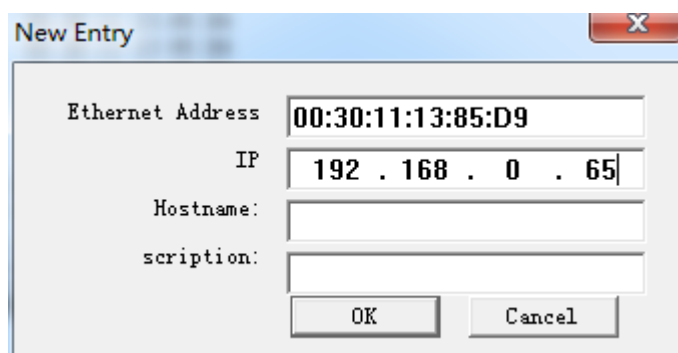 New Entry
Ethernet Address 00:30:11:13:85:D9
IP 192 . 168 . 0 . 65
Hostname:
scription:
OK Cancel